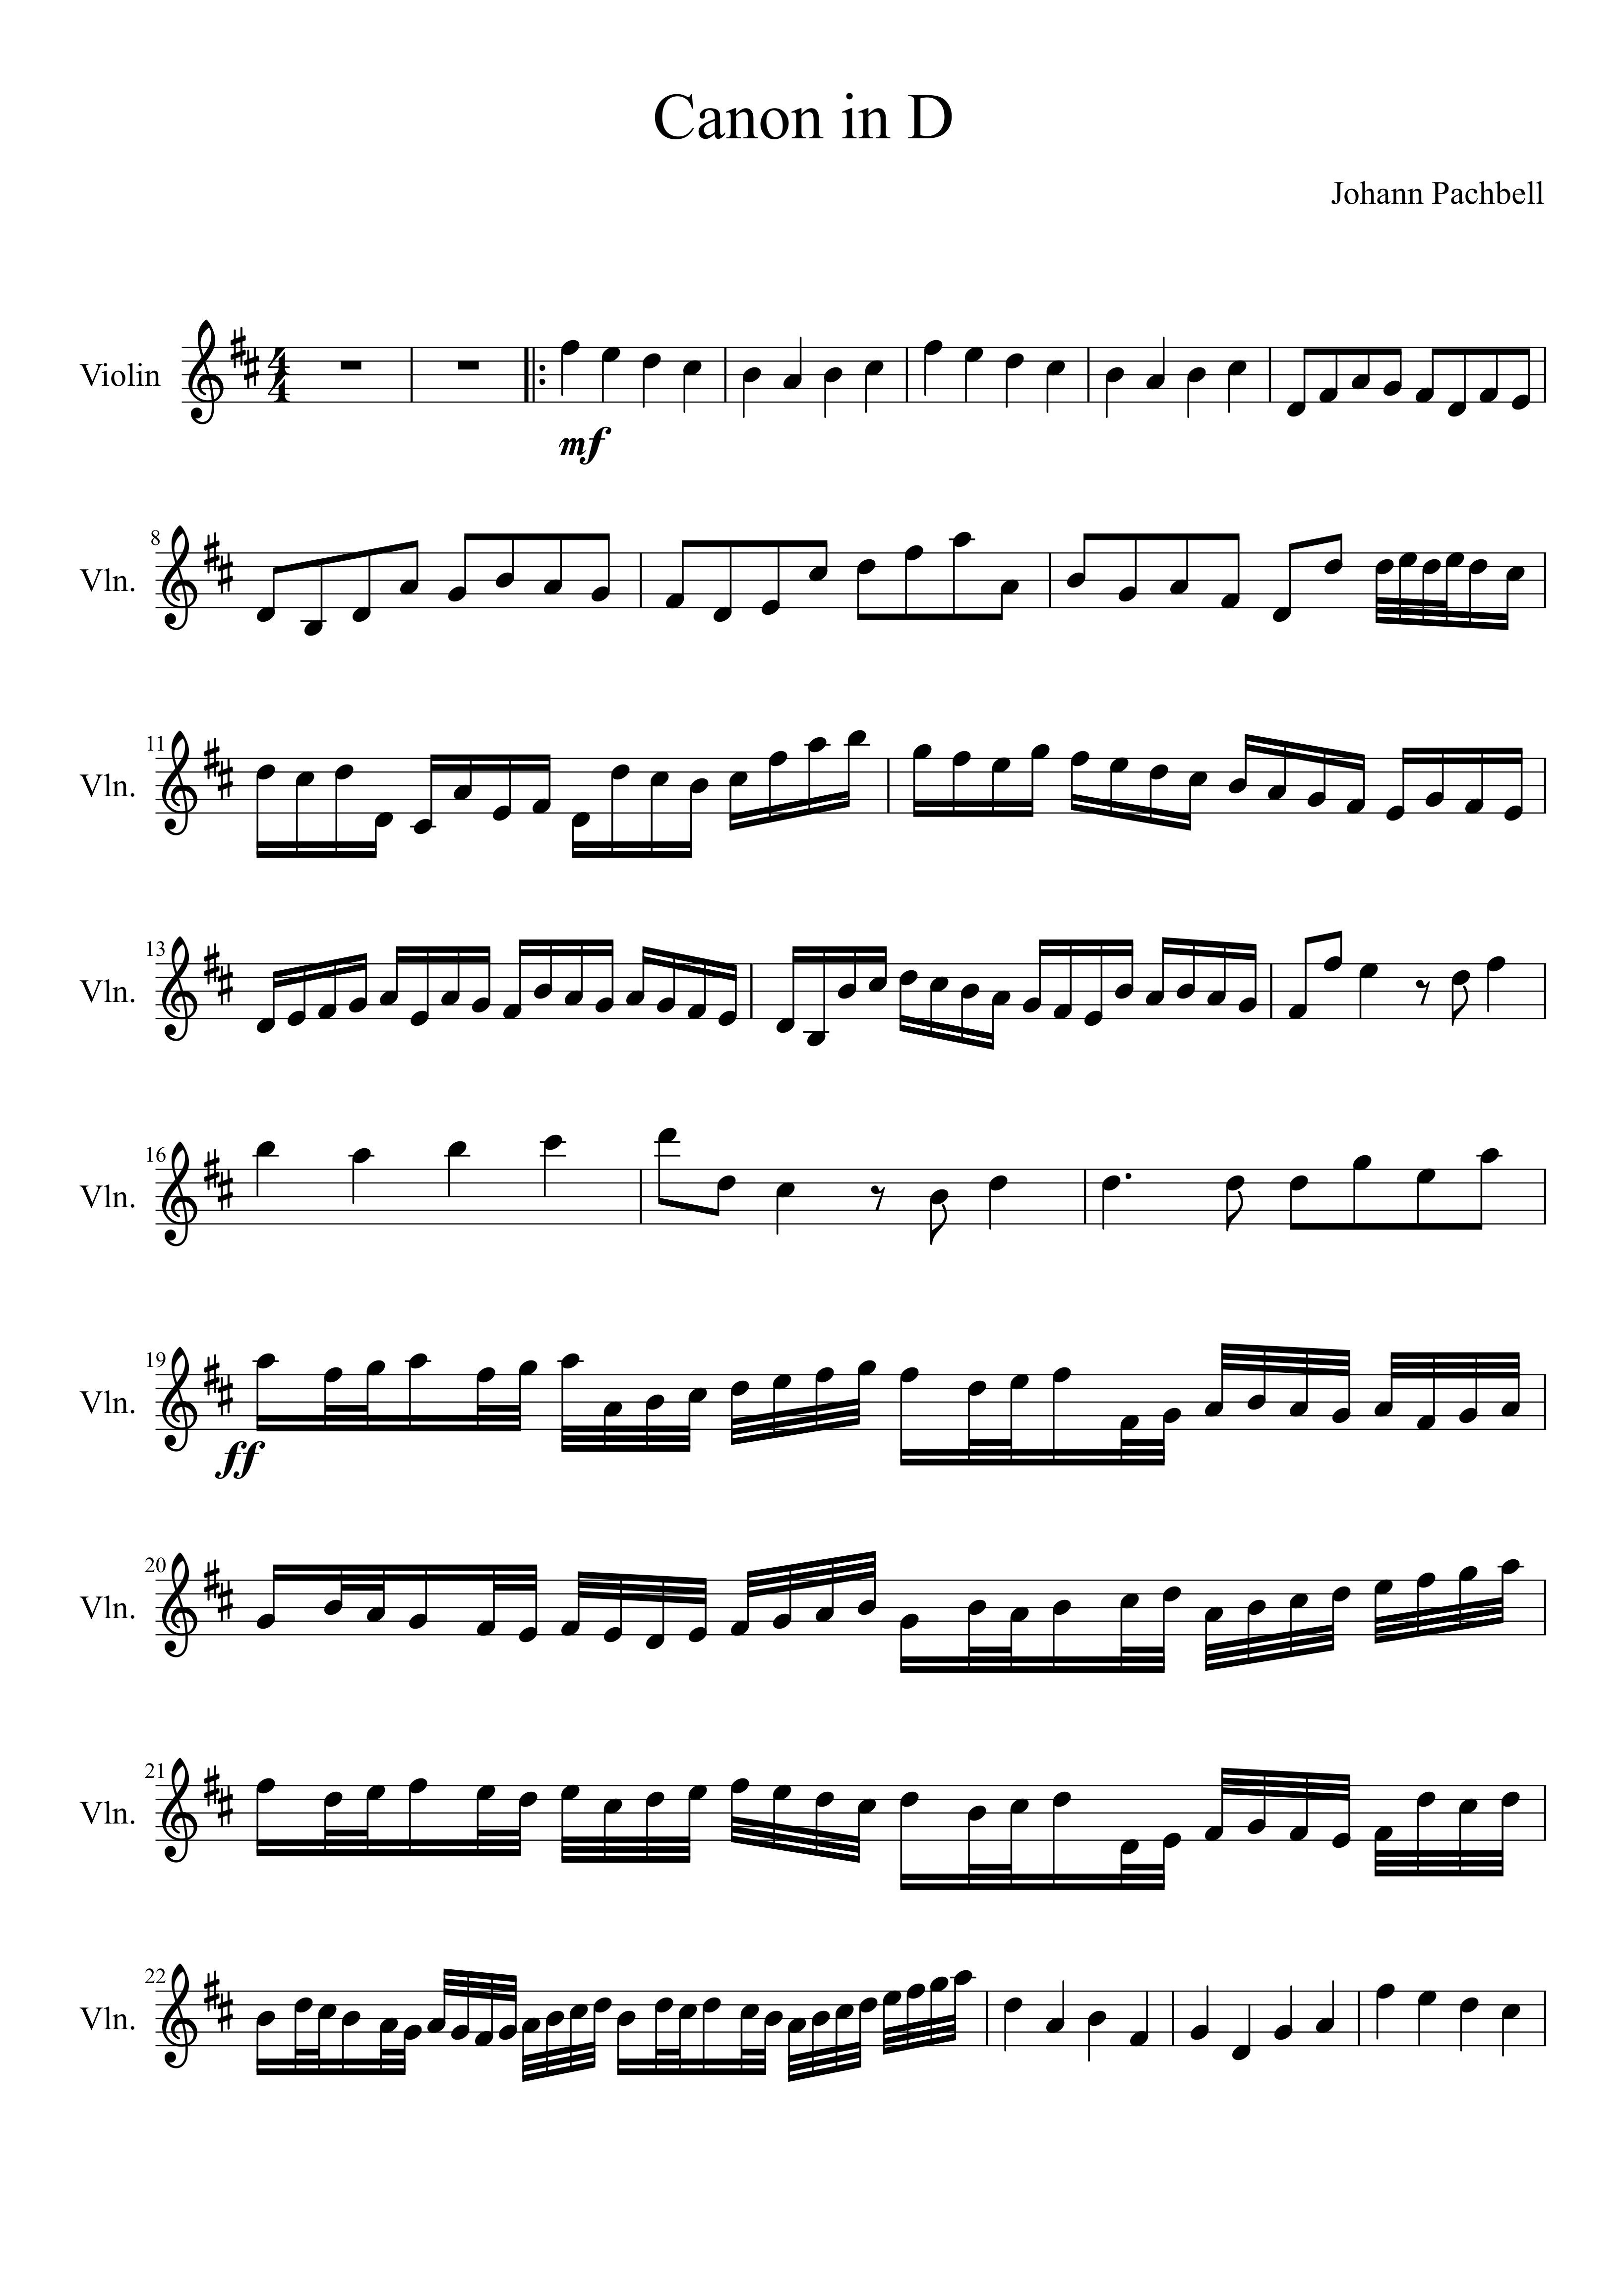 Canon in D
Johann Pachbell
Violin
4
4
mf
8
Vln.
11
Vln.
13
Vln.
16
Vln.
19
Vln.
ff
20
Vln.
21
Vln.
22
Vln.